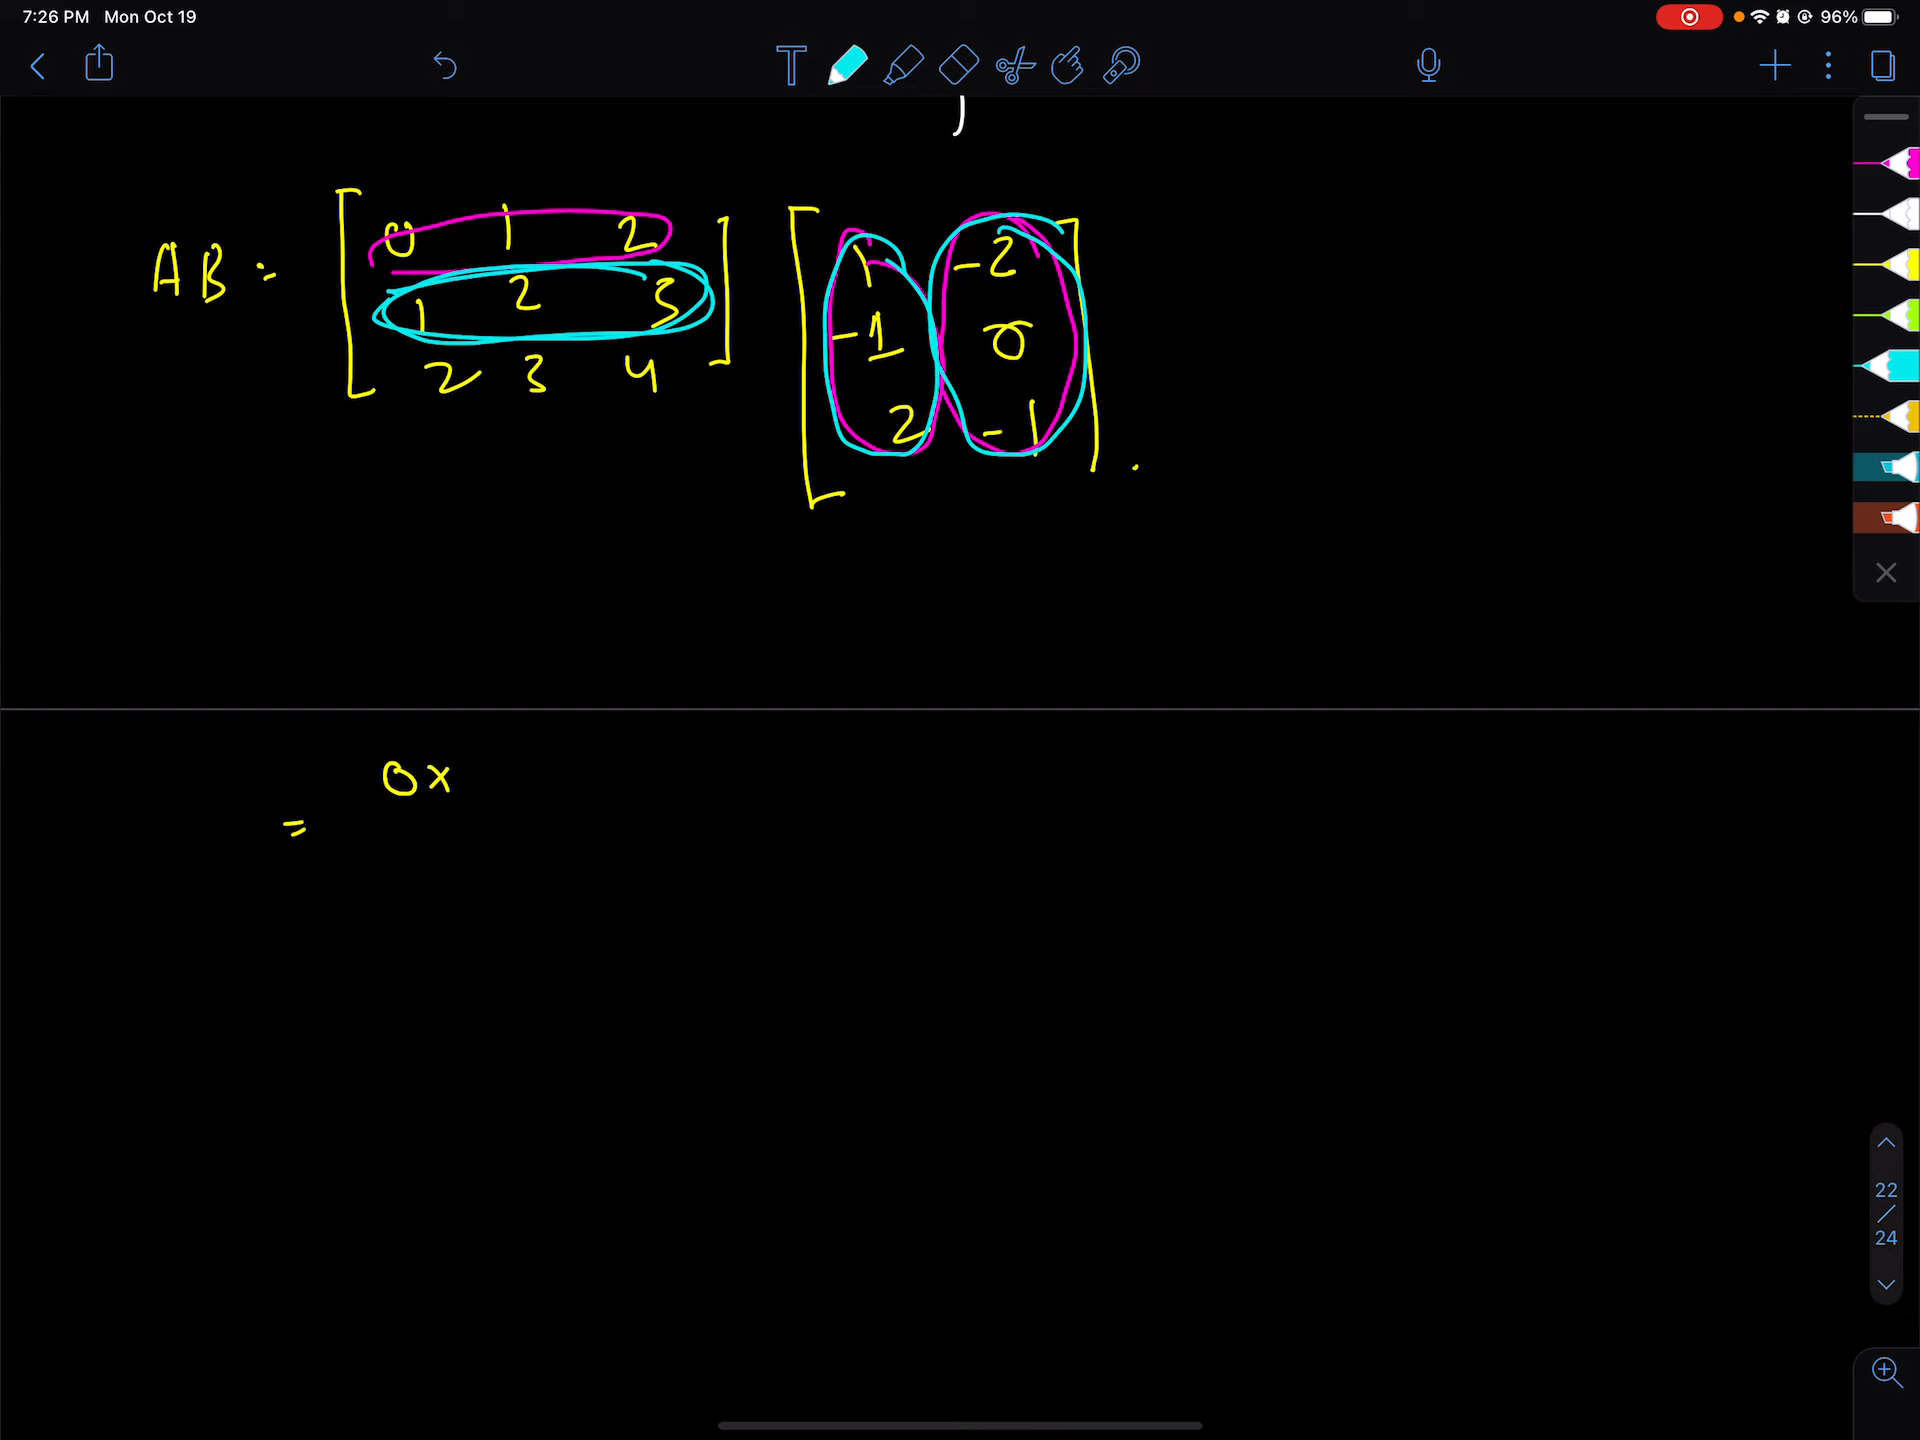 7:26 PM Mon Oct 19 96%
T
AB = [ 0 1 2 [ 1 -2 ]
1 2 3 ] -1 0
[ 2 3 4 2 -1 ] .
0x
=
22
/
24